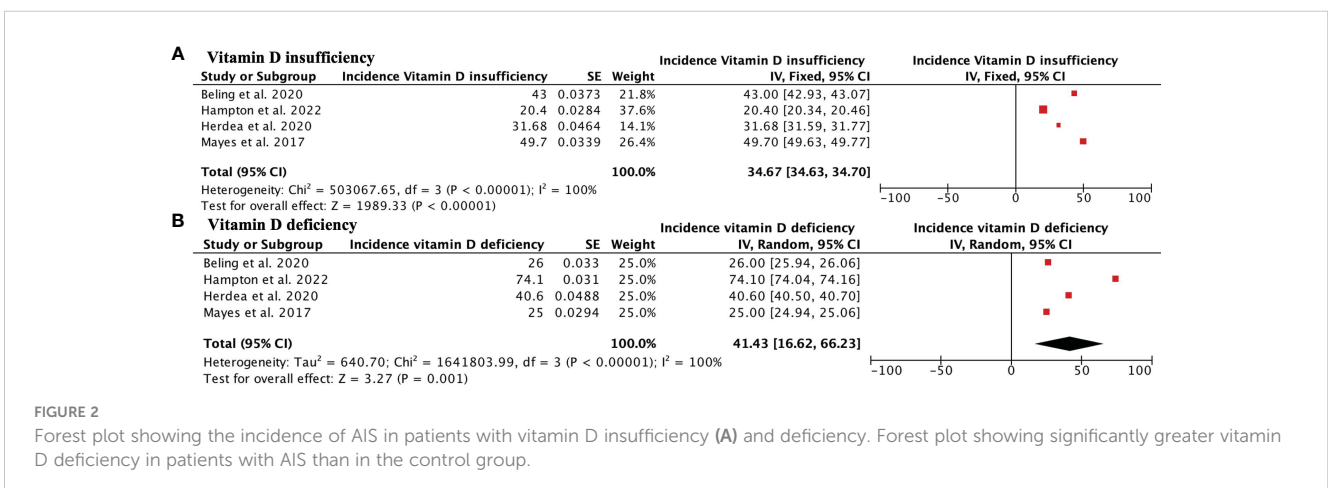 A Vitamin D insufficiency
Incidence Vitamin D insufficiency Incidence Vitamin D insufficiency
Study or Subgroup Incidence Vitamin D insufficiency SE Weight IV, Fixed, 95% CI IV, Fixed, 95% CI
Beling et al. 2020 43 0.0373 21.8% 43.00 [42.93, 43.07]
Hampton et al. 2022 20.4 0.0284 37.6% 20.40 [20.34, 20.46]
Herdea et al. 2020 31.68 0.0464 14.1% 31.68 [31.59, 31.77]
Mayes et al. 2017 49.7 0.0339 26.4% 49.70 [49.63, 49.77]
Total (95% CI) 100.0% 34.67 [34.63, 34.70]
Heterogeneity: Chi² = 503067.65, df = 3 (P < 0.00001); I² = 100%
-100 -50 0 50 100
Test for overall effect: Z = 1989.33 (P < 0.00001)
B Vitamin D deficiency
Incidence vitamin D deficiency Incidence vitamin D deficiency
Study or Subgroup Incidence vitamin D deficiency SE Weight IV, Random, 95% CI IV, Random, 95% CI
Beling et al. 2020 26 0.033 25.0% 26.00 [25.94, 26.06]
Hampton et al. 2022 74.1 0.031 25.0% 74.10 [74.04, 74.16]
Herdea et al. 2020 40.6 0.0488 25.0% 40.60 [40.50, 40.70]
Mayes et al. 2017 25 0.0294 25.0% 25.00 [24.94, 25.06]
Total (95% CI) 100.0% 41.43 [16.62, 66.23]
Heterogeneity: Tau² = 640.70; Chi² = 1641803.99, df = 3 (P < 0.00001); I² = 100%
-100 -50 0 50 100
Test for overall effect: Z = 3.27 (P = 0.001)
FIGURE 2
Forest plot showing the incidence of AIS in patients with vitamin D insufficiency (A) and deficiency. Forest plot showing significantly greater vitamin
D deficiency in patients with AIS than in the control group.